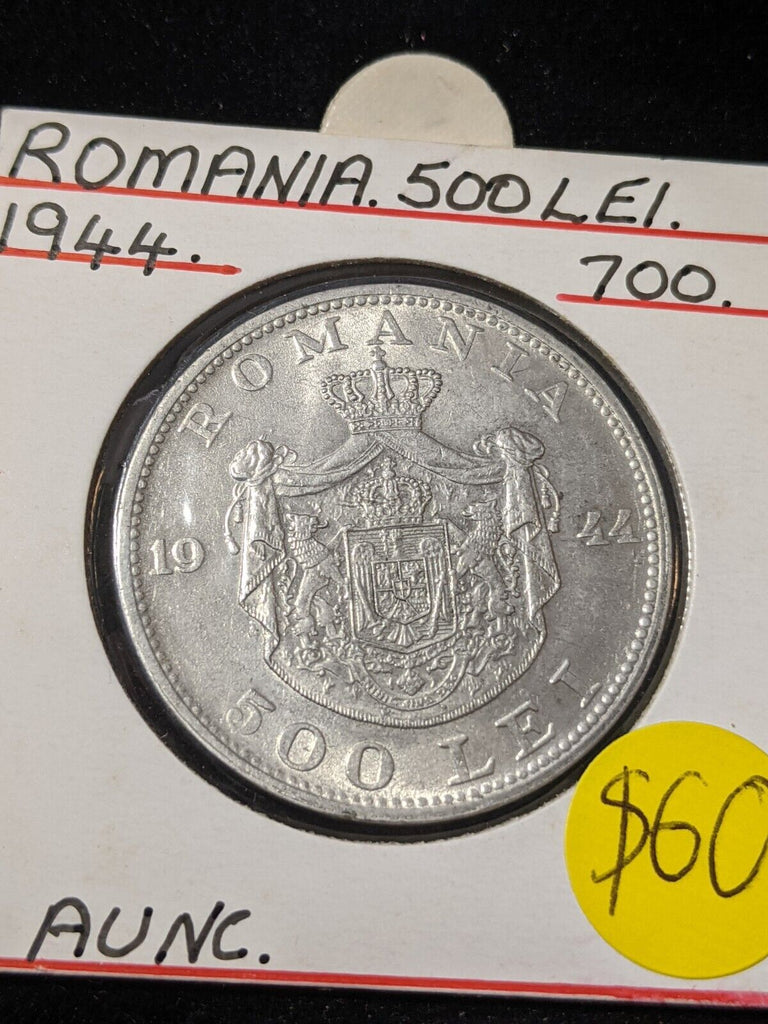 ROMANIA. 500 LEI.
1944.
700.
ROMANIA
19 44
500 LEI
$60
AUNC.